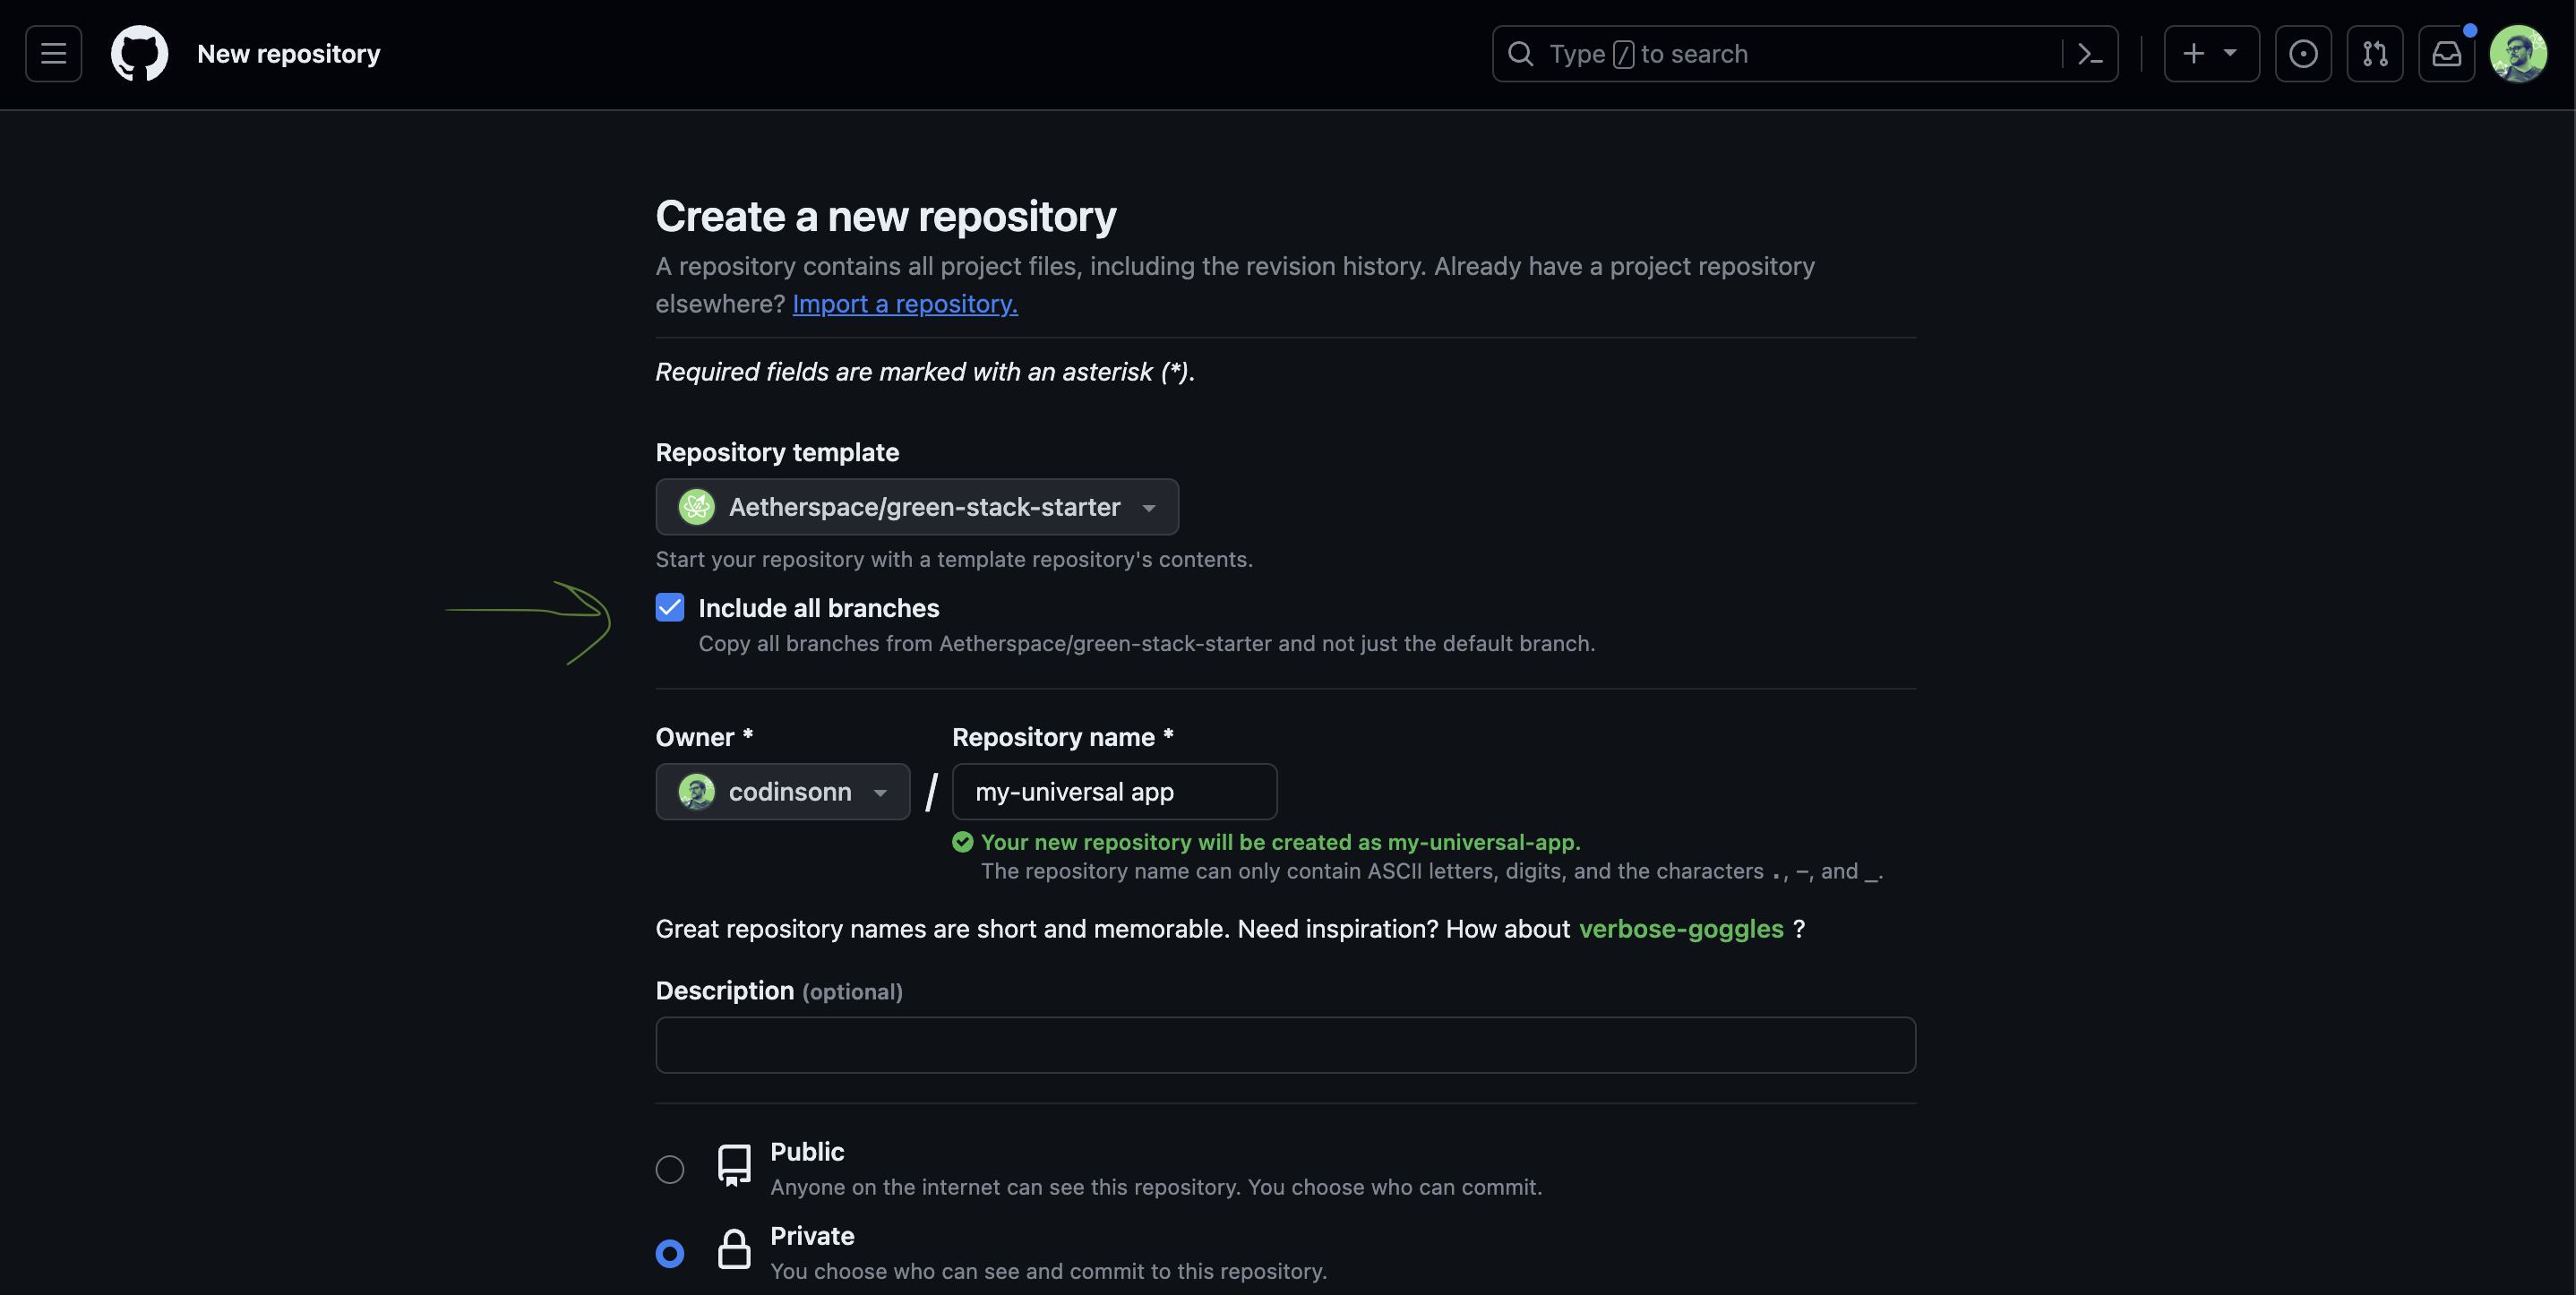 New repository
Type / to search
Create a new repository
A repository contains all project files, including the revision history. Already have a project repository
elsewhere? Import a repository.
Required fields are marked with an asterisk (*).
Repository template
Aetherspace/green-stack-starter
Start your repository with a template repository's contents.
Include all branches
Copy all branches from Aetherspace/green-stack-starter and not just the default branch.
Owner *
Repository name *
codinsonn
/
my-universal app
Your new repository will be created as my-universal-app.
The repository name can only contain ASCII letters, digits, and the characters ., -, and _.
Great repository names are short and memorable. Need inspiration? How about verbose-goggles ?
Description (optional)
Public
Anyone on the internet can see this repository. You choose who can commit.
Private
You choose who can see and commit to this repository.